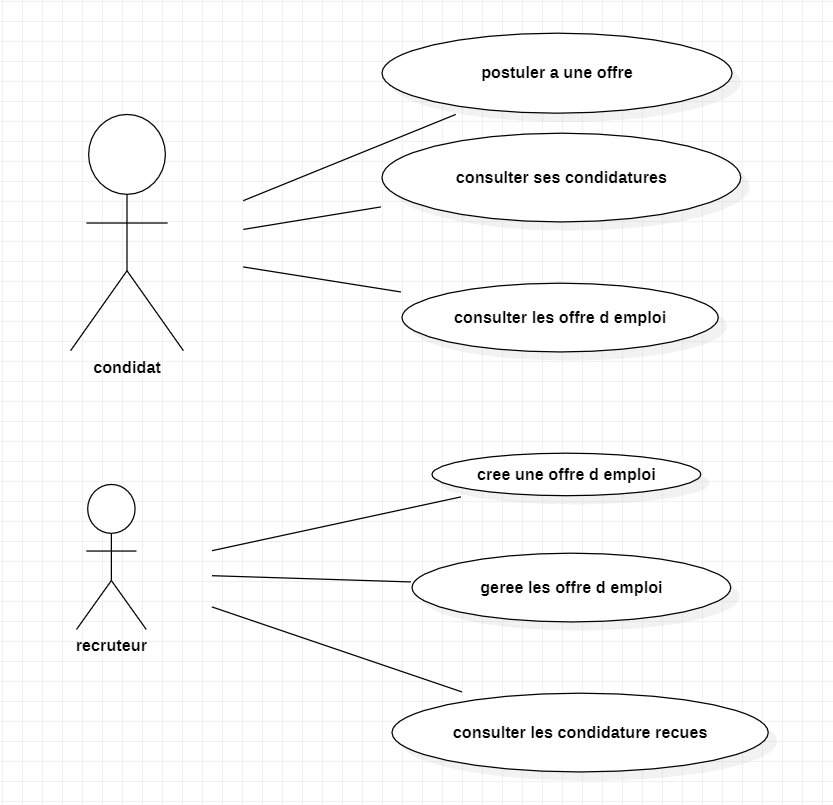 postuler a une offre
consulter ses condidatures
consulter les offre d emploi
condidat
cree une offre d emploi
geree les offre d emploi
recruteur
consulter les condidature recues